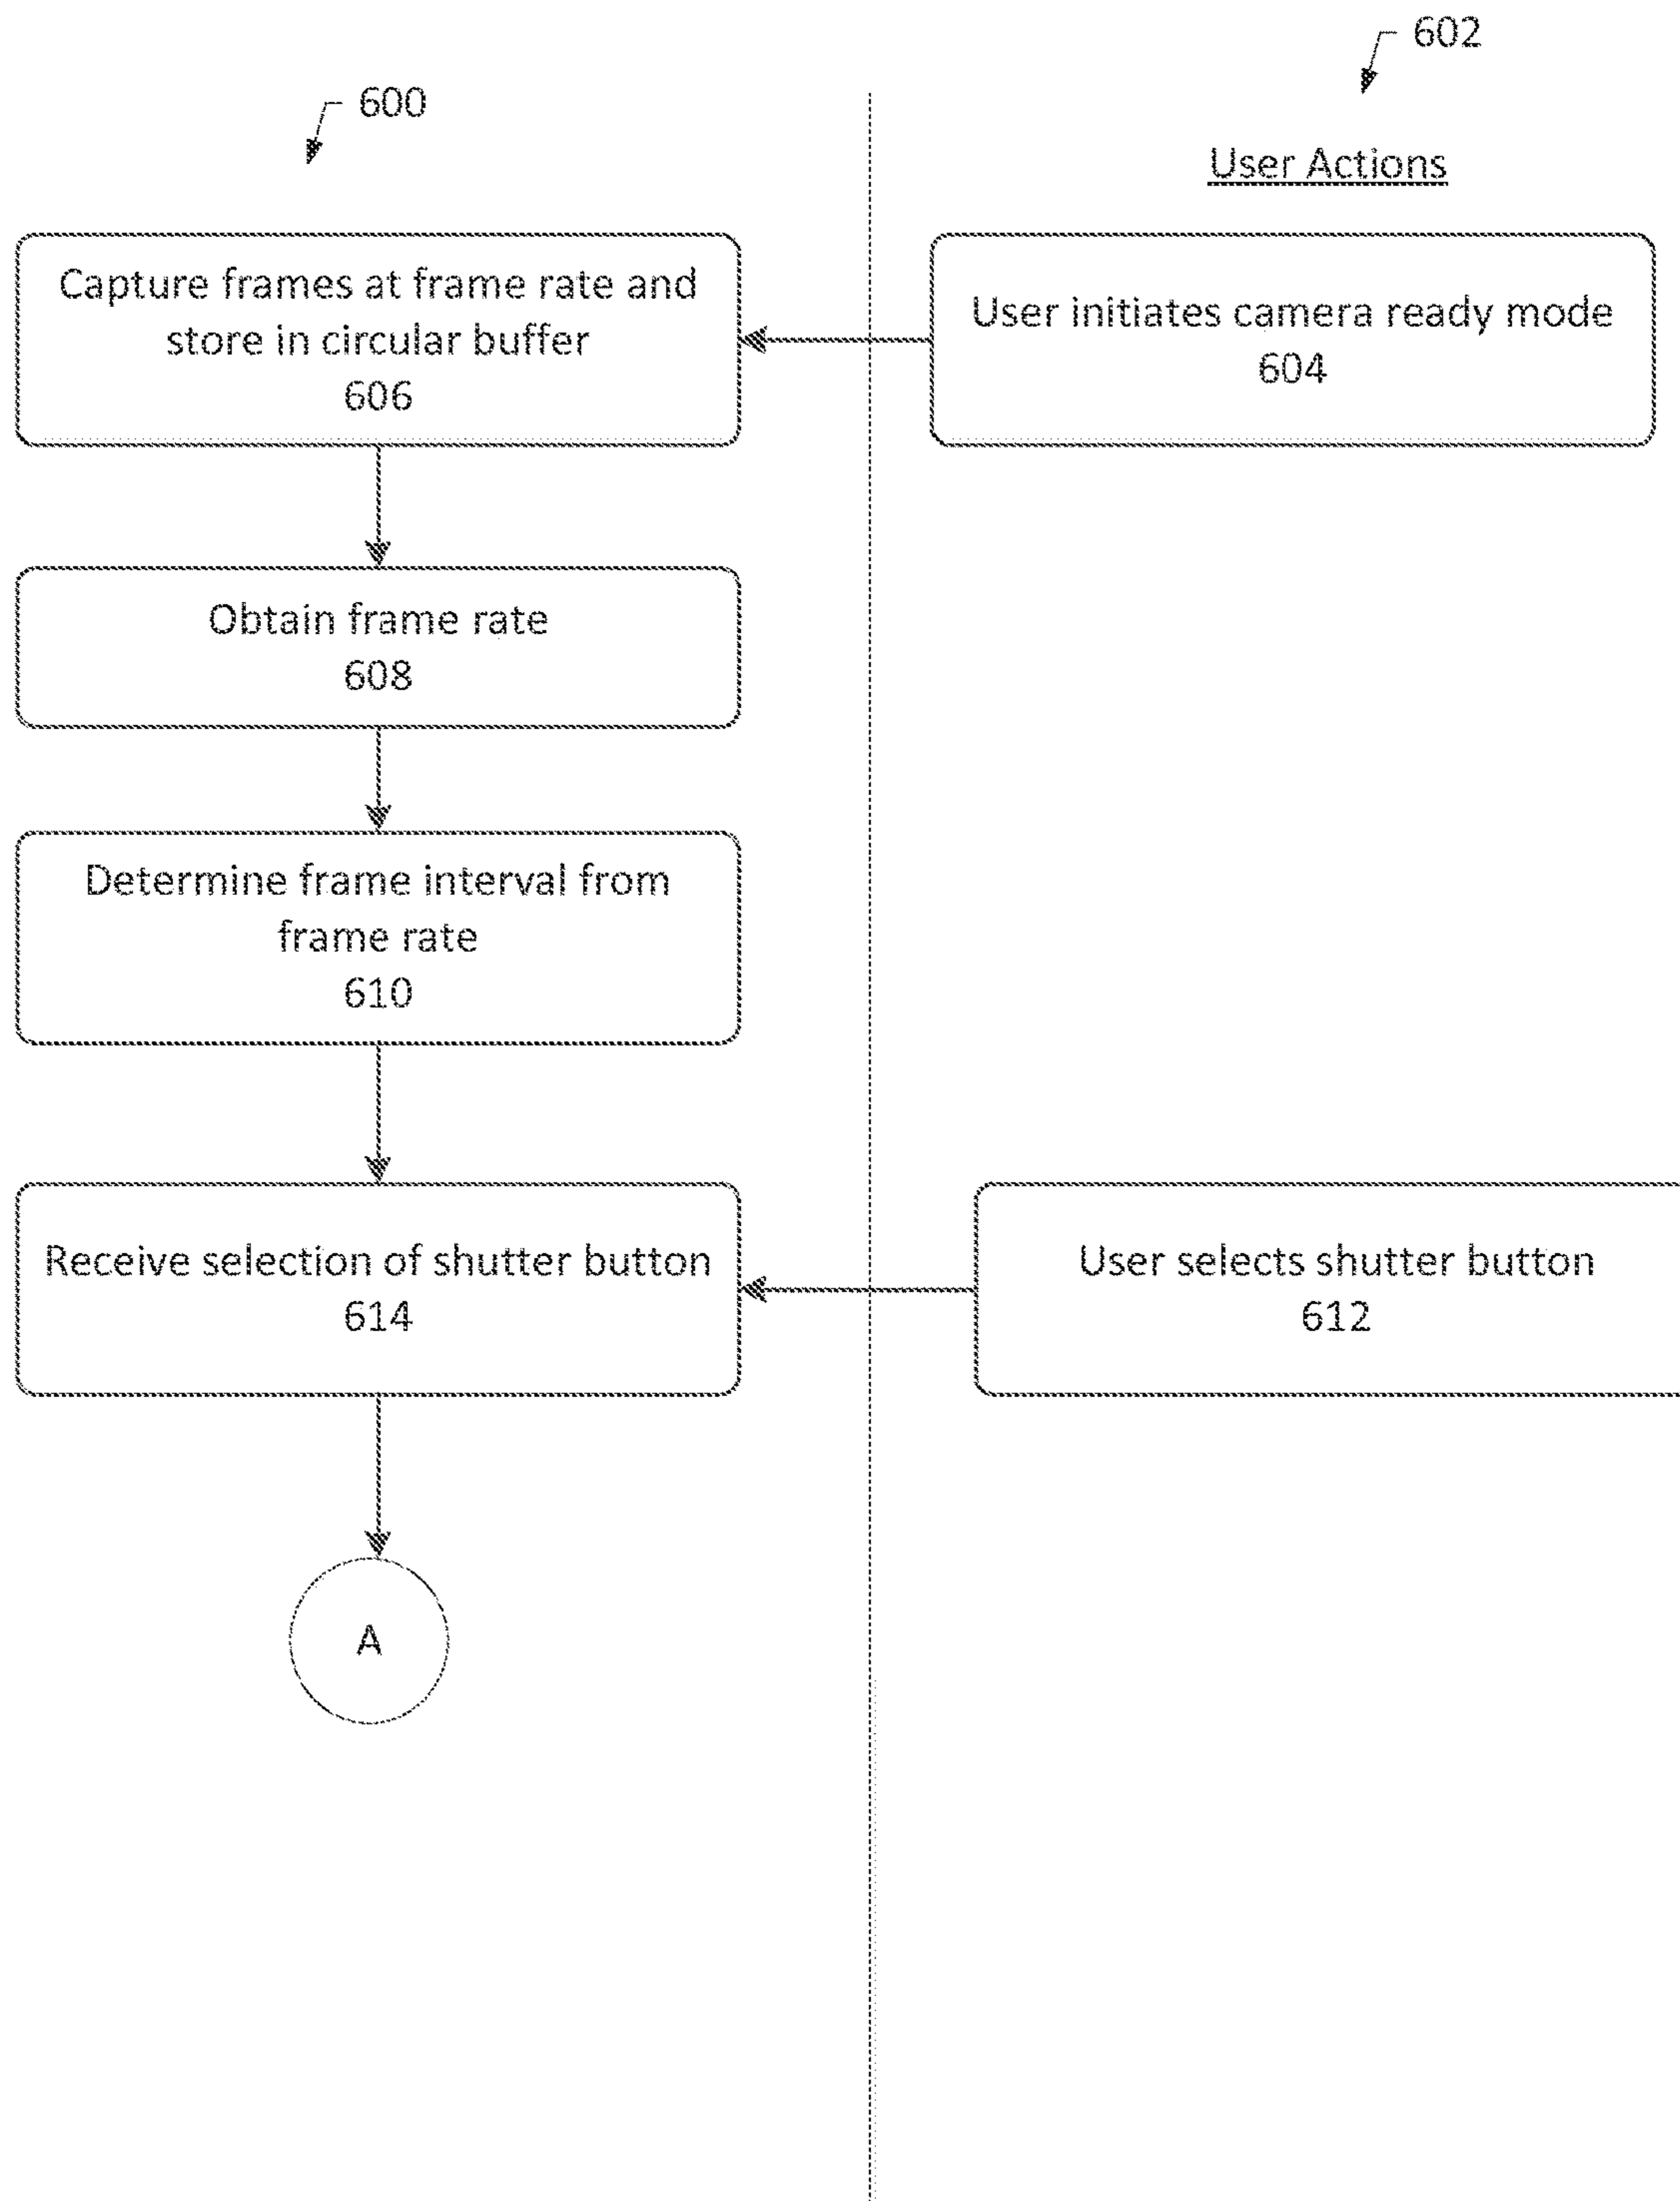 602
600
User Actions
Capture frames at frame rate and
store in circular buffer
606
User initiates camera ready mode
604
Obtain frame rate
608
Determine frame interval from
frame rate
610
Receive selection of shutter button
614
User selects shutter button
612
A